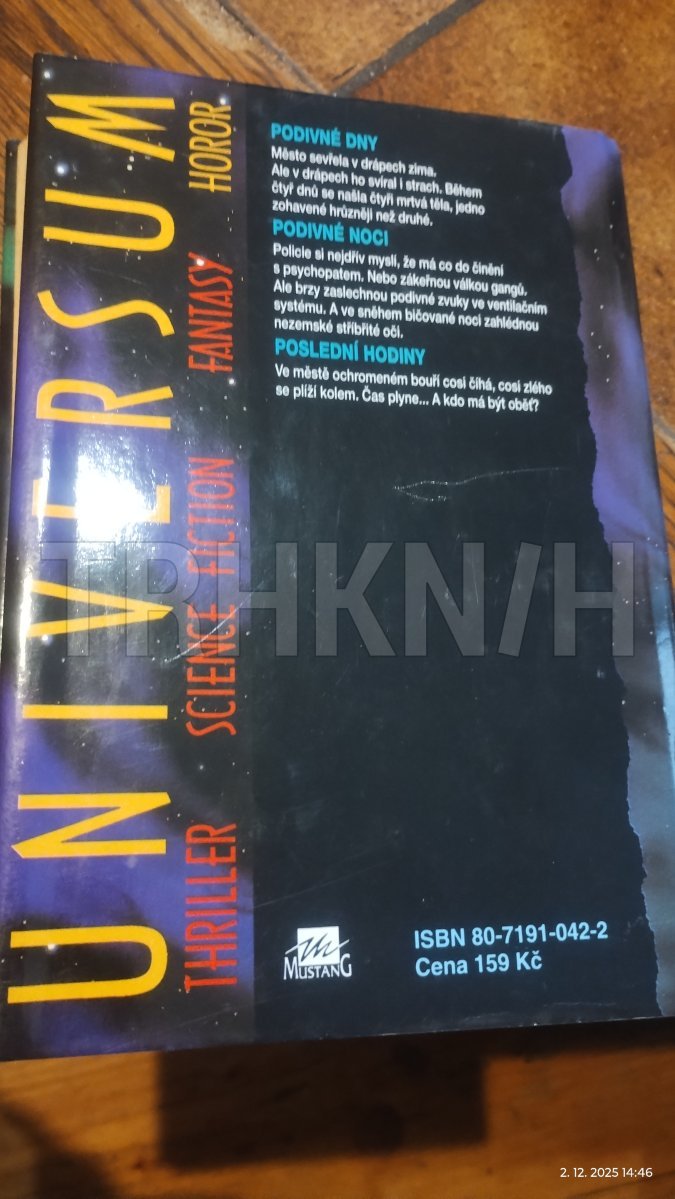 UNIVERSUM
THRILLER SCIENCE FICTION FANTASY HOROR
PODIVNÉ DNY
Město sevřela v drápech zima.
Ale v drápech ho svíral i strach. Během
čtyř dnů se našla čtyři mrtvá těla, jedno
zohavené hrůzněji než druhé.
PODIVNÉ NOCI
Policie si nejdřív myslí, že má co do činění
s psychopatem. Nebo zákeřnou válkou gangů.
Ale brzy zaslechnou podivné zvuky ve ventilačním
systému. A ve sněhem bičované noci zahlédnou
nezemské stříbřité oči.
POSLEDNÍ HODINY
Ve městě ochromeném bouří cosi číhá, cosi zlého
se plíží kolem. Čas plyne... A kdo má být oběť?
TRHKN/H
MUSTANG
ISBN 80-7191-042-2
Cena 159 Kč
2. 12. 2025 14:46